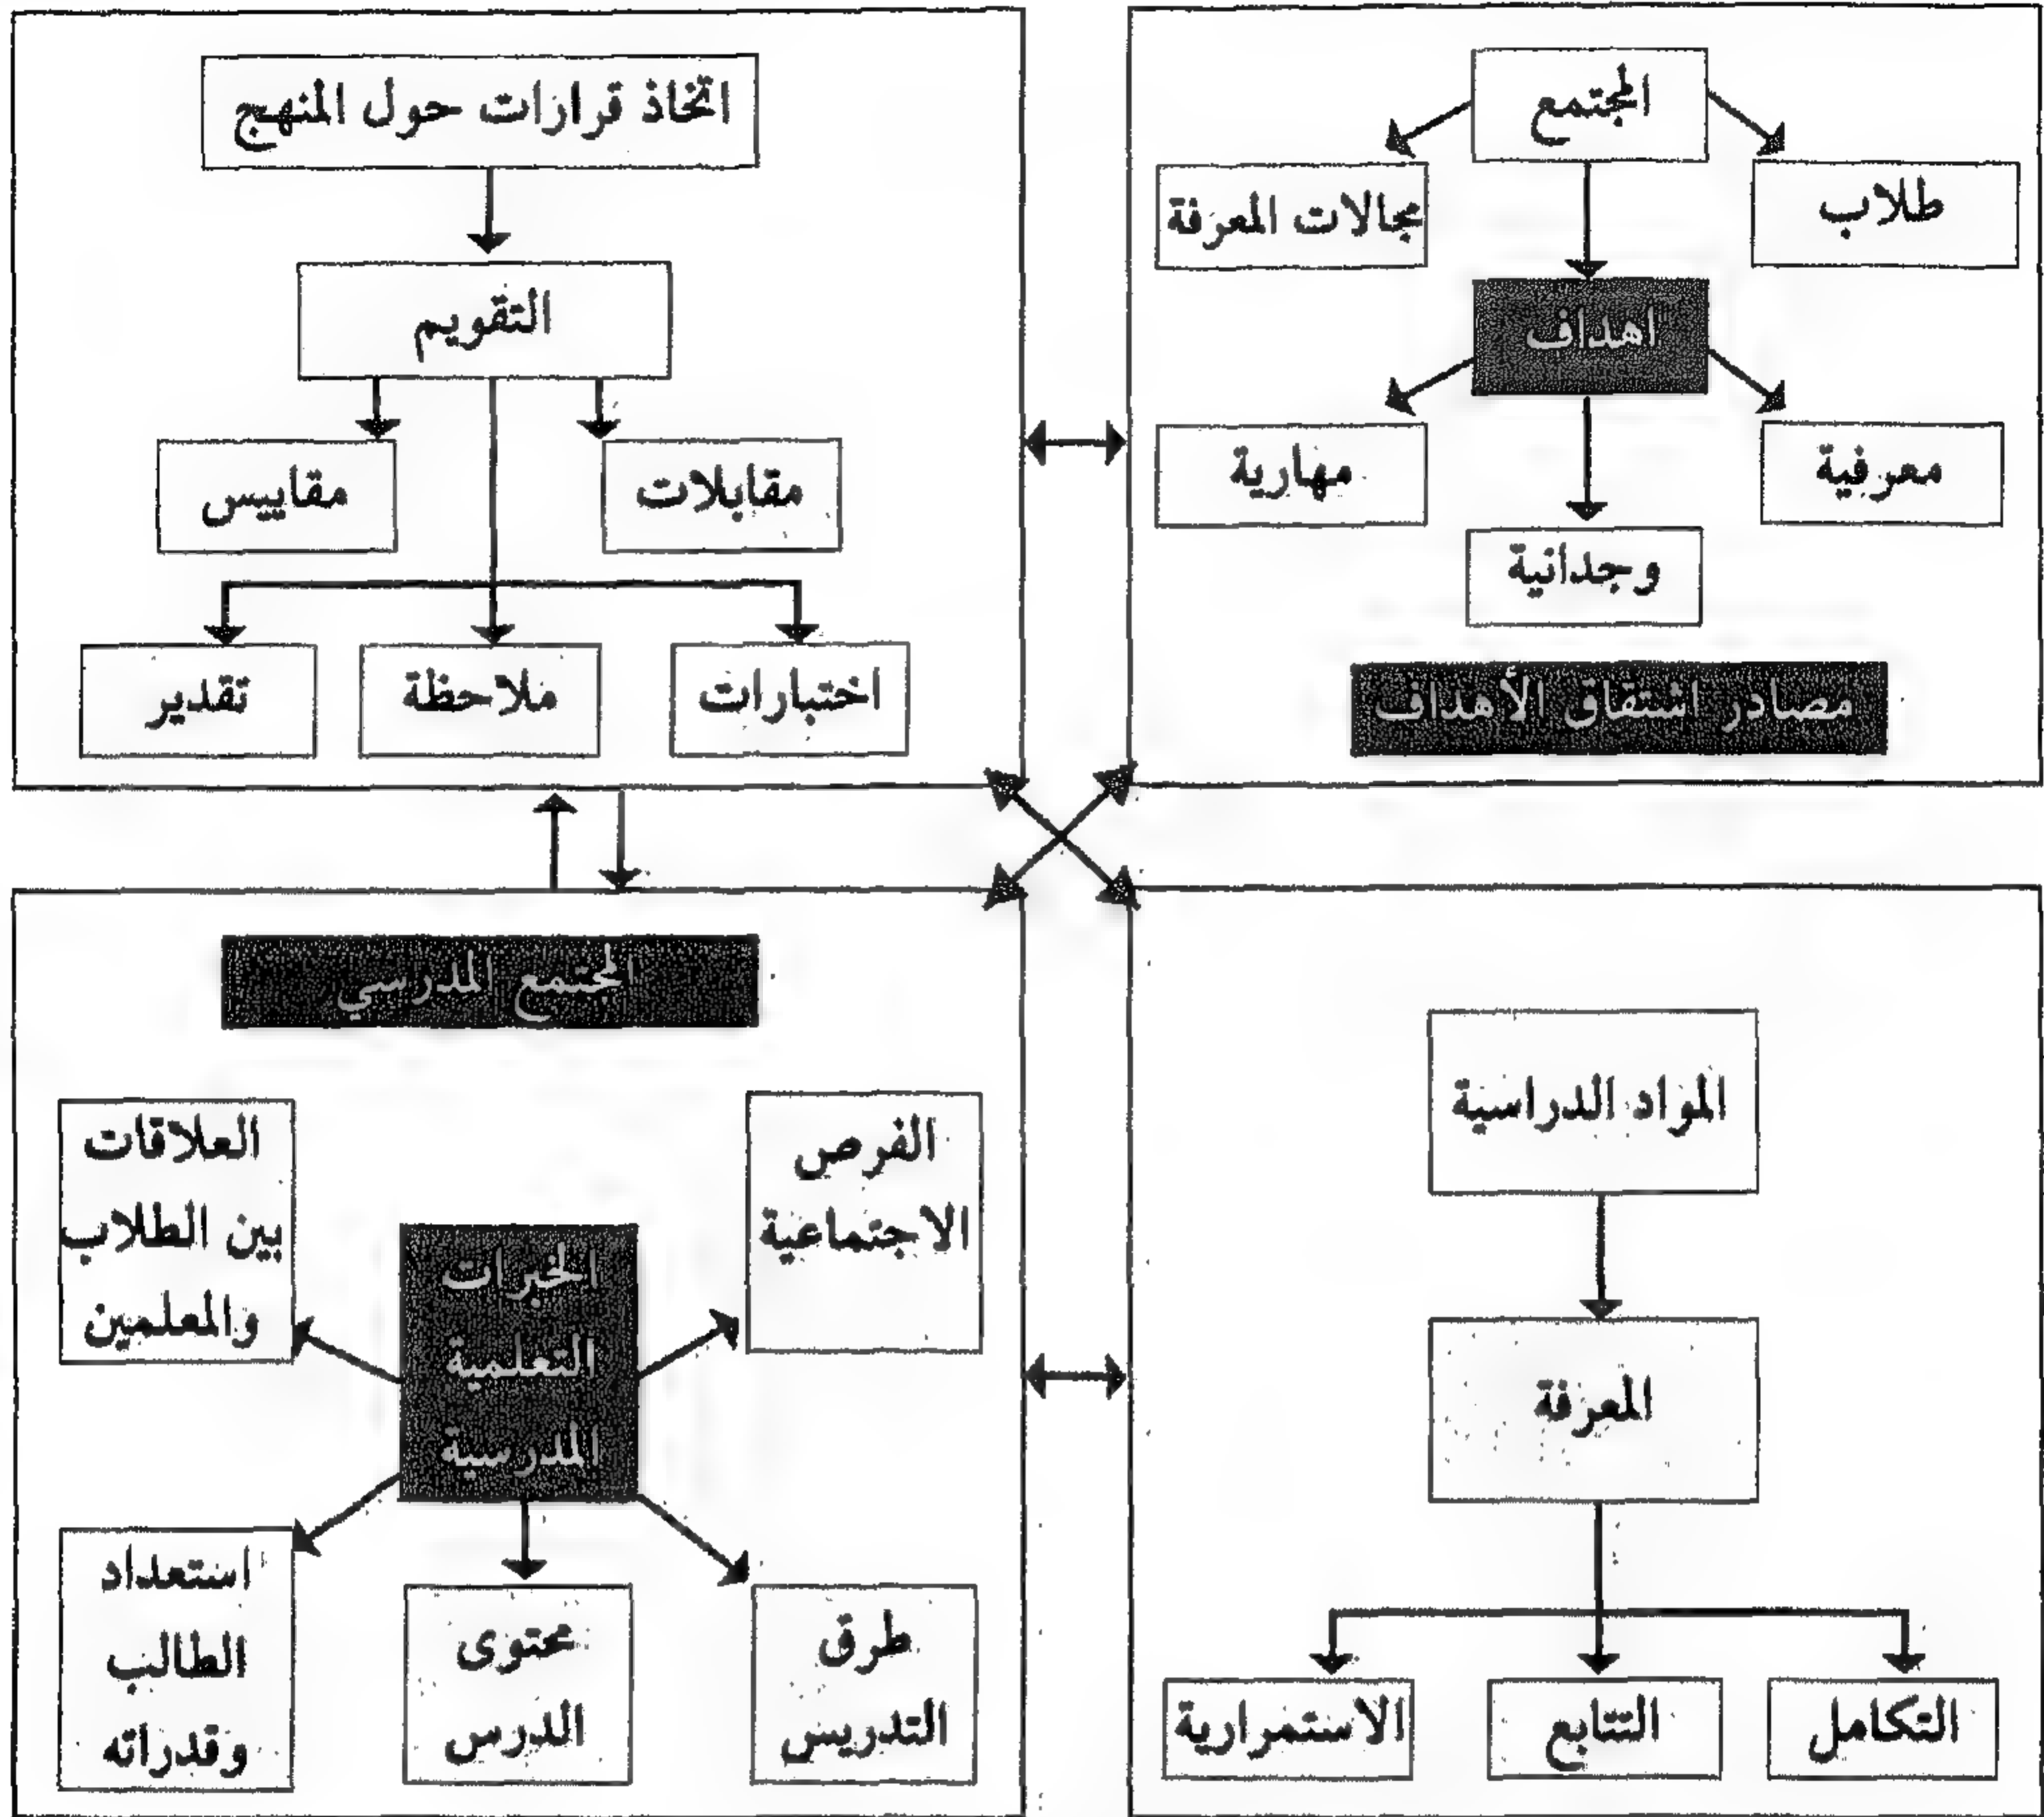 المجتمع
طلاب
مجالات المعرفة
اهداف
معرفية
مهارية
وجدانية
مصادر اشتقاق الأهداف
اتخاذ قرارات حول المنهج
التقويم
مقابلات
مقاييس
اختبارات
ملاحظة
تقدير
المواد الدراسية
المعرفة
التكامل
التتابع
الاستمرارية
المجتمع المدرسي
الفرص
الاجتماعية
العلاقات
بين الطلاب
والمعلمين
الخبرات
التعلمية
المدرسية
طرق
التدريس
محتوى
الدرس
استعداد
الطالب
وقدراته